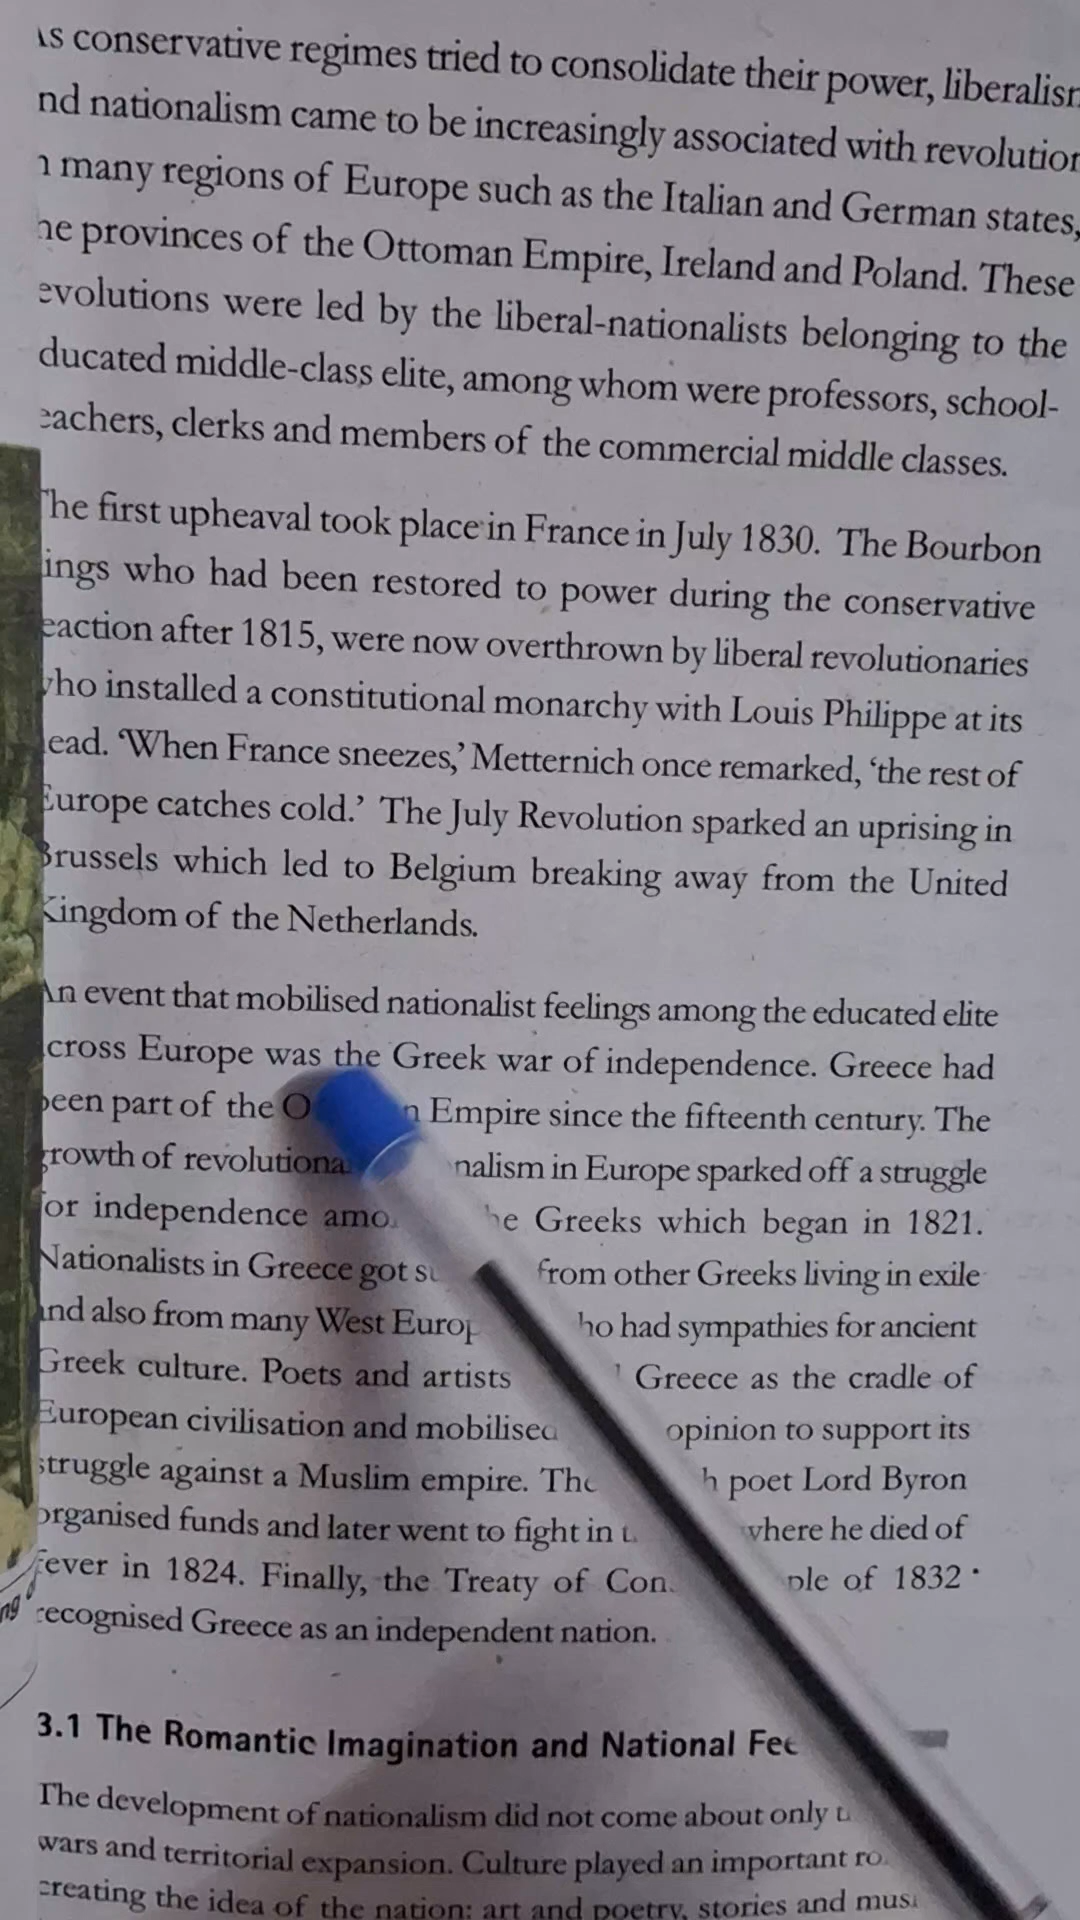 s conservative regimes tried to consolidate their power, liberalism
nd nationalism came to be increasingly associated with revolution
many regions of Europe such as the Italian and German states,
he provinces of the Ottoman Empire, Ireland and Poland. These
evolutions were led by the liberal-nationalists belonging to the
ducated middle-class elite, among whom were professors, school-
eachers, clerks and members of the commercial middle classes.
The first upheaval took place in France in July 1830. The Bourbon
ings who had been restored to power during the conservative
eaction after 1815, were now overthrown by liberal revolutionaries
who installed a constitutional monarchy with Louis Philippe at its
ead. ‘When France sneezes,’ Metternich once remarked, ‘the rest of
Europe catches cold.’ The July Revolution sparked an uprising in
Brussels which led to Belgium breaking away from the United
Kingdom of the Netherlands.
An event that mobilised nationalist feelings among the educated elite
cross Europe was the Greek war of independence. Greece had
been part of the O n Empire since the fifteenth century. The
growth of revolutiona nalism in Europe sparked off a struggle
for independence amo he Greeks which began in 1821.
Nationalists in Greece got from other Greeks living in exile
and also from many West Europ ho had sympathies for ancient
Greek culture. Poets and artists Greece as the cradle of
European civilisation and mobilised opinion to support its
struggle against a Muslim empire. The h poet Lord Byron
organised funds and later went to fight in where he died of
fever in 1824. Finally, the Treaty of Con ple of 1832
recognised Greece as an independent nation.
3.1 The Romantic Imagination and National Fee
The development of nationalism did not come about only
wars and territorial expansion. Culture played an important ro
creating the idea of the nation: art and poetry, stories and musi